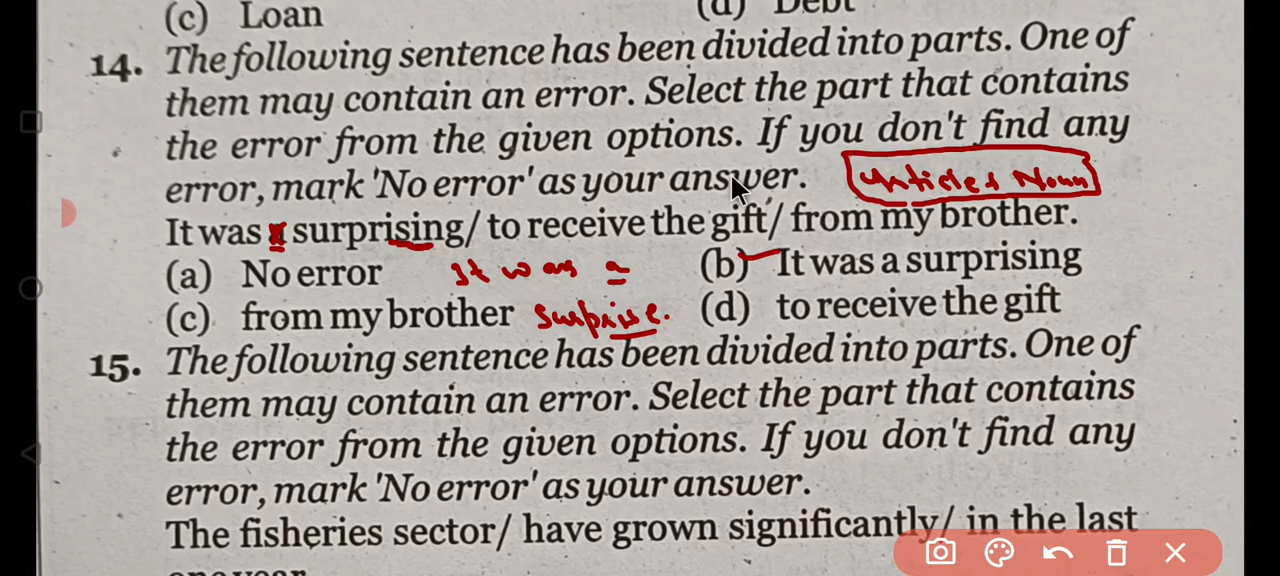 (c) Loan (d) Debt
14. The following sentence has been divided into parts. One of
them may contain an error. Select the part that contains
the error from the given options. If you don't find any
error, mark 'No error' as your answer. Articles Noun
It was a surprising/ to receive the gift/ from my brother.
(a) No error It was a (b) It was a surprising
(c) from my brother surprise. (d) to receive the gift
15. The following sentence has been divided into parts. One of
them may contain an error. Select the part that contains
the error from the given options. If you don't find any
error, mark 'No error' as your answer.
The fisheries sector/ have grown significantly/ in the last
one year